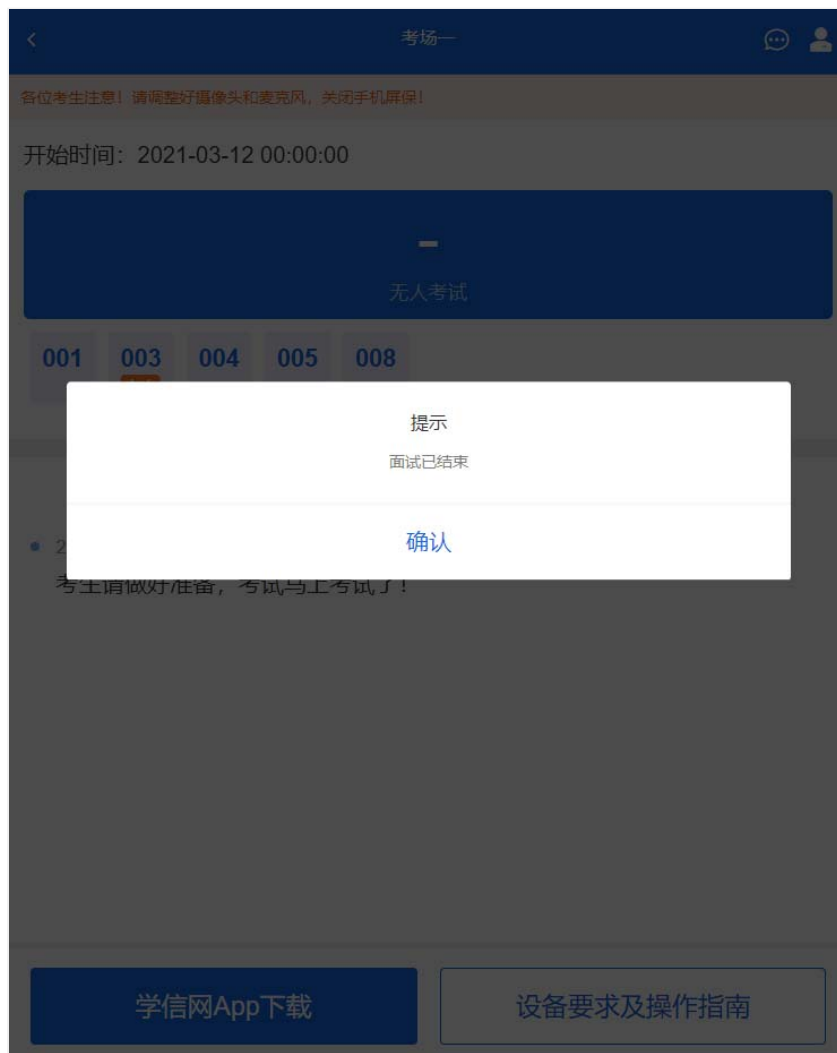 考场一
各位考生注意！请调整好摄像头和麦克风，关闭手机屏保！
开始时间：2021-03-12 00:00:00
-
无人考试
001 003 004 005 008
提示
面试已结束
确认
2
考生请做好准备，考试马上考试了！
学信网App下载
设备要求及操作指南